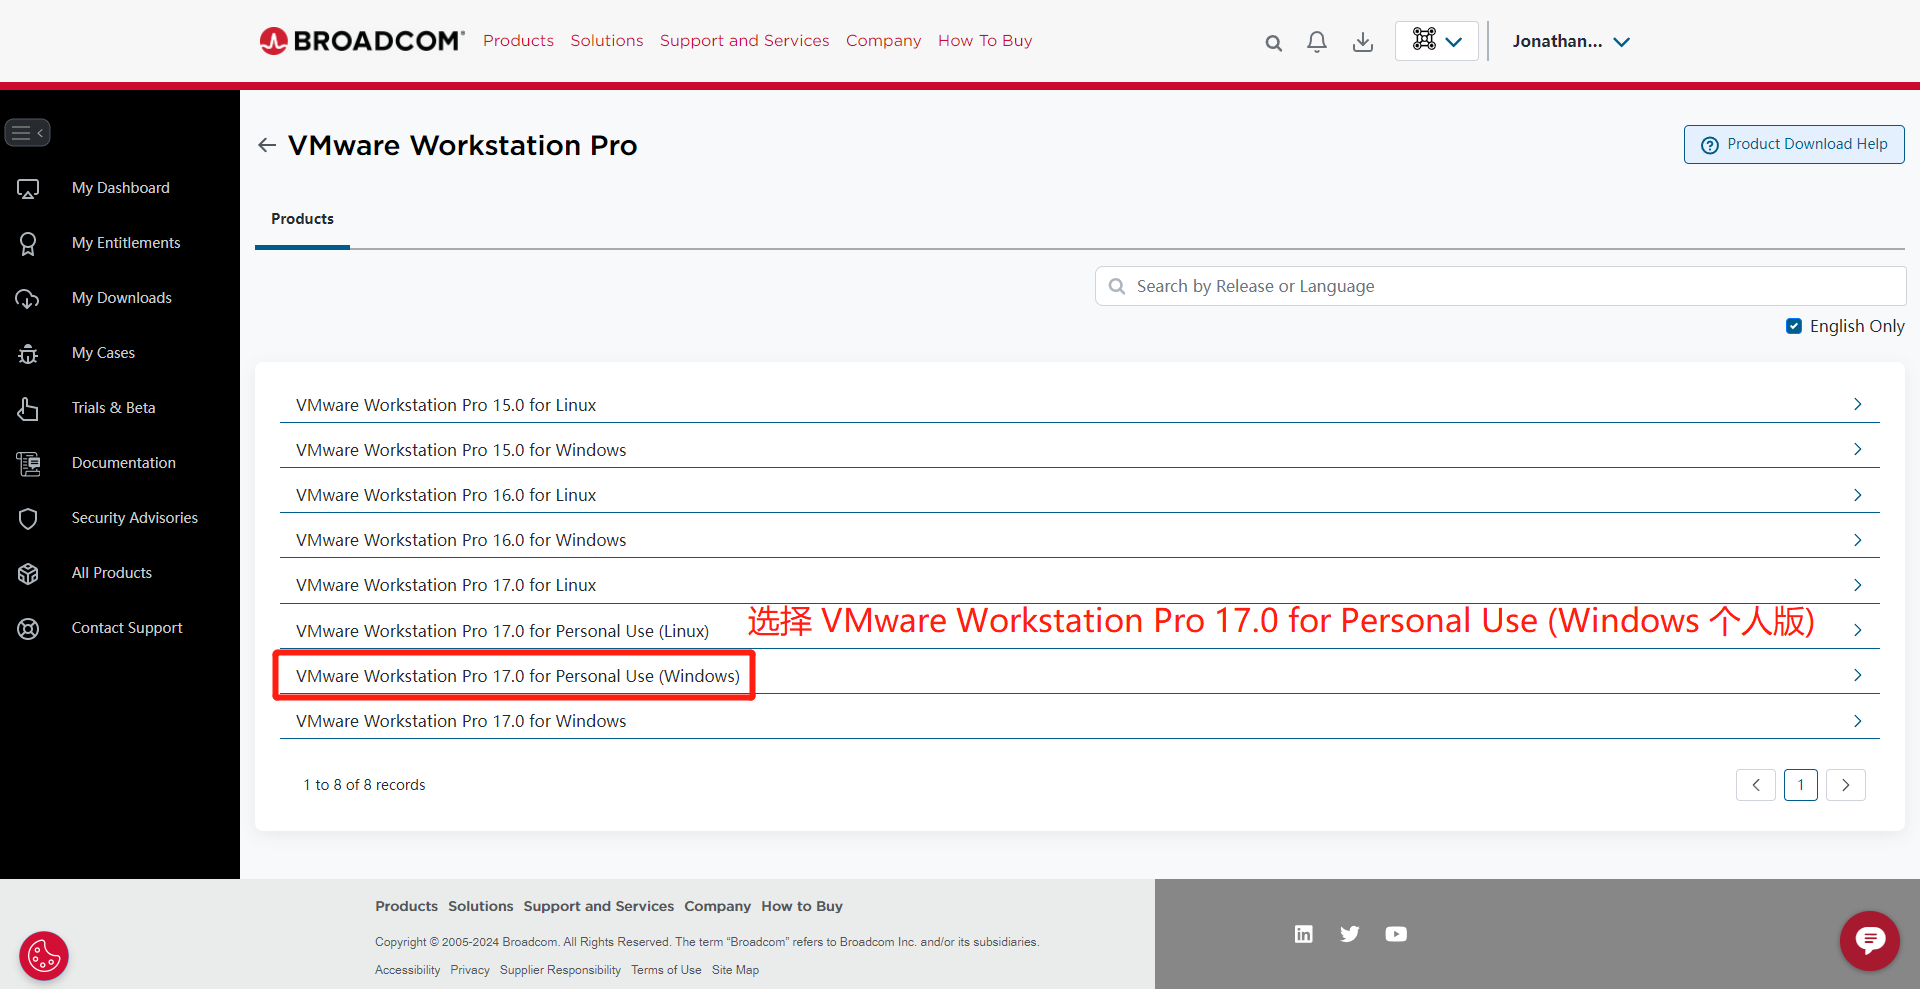 BROADCOM
Products Solutions Support and Services Company How To Buy
Jonathan...
VMware Workstation Pro
Product Download Help
My Dashboard
My Entitlements
My Downloads
My Cases
Trials & Beta
Documentation
Security Advisories
All Products
Contact Support
Products
Search by Release or Language
English Only
VMware Workstation Pro 15.0 for Linux
VMware Workstation Pro 15.0 for Windows
VMware Workstation Pro 16.0 for Linux
VMware Workstation Pro 16.0 for Windows
VMware Workstation Pro 17.0 for Linux
选择 VMware Workstation Pro 17.0 for Personal Use (Windows 个人版)
VMware Workstation Pro 17.0 for Personal Use (Linux)
VMware Workstation Pro 17.0 for Personal Use (Windows)
VMware Workstation Pro 17.0 for Windows
1 to 8 of 8 records
1
Products Solutions Support and Services Company How to Buy
Copyright © 2005-2024 Broadcom. All Rights Reserved. The term “Broadcom” refers to Broadcom Inc. and/or its subsidiaries.
Accessibility Privacy Supplier Responsibility Terms of Use Site Map